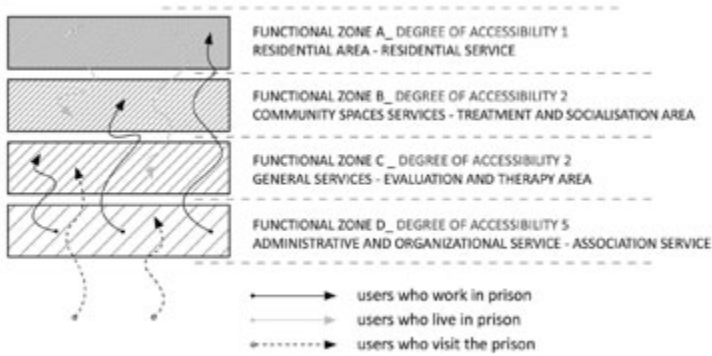 FUNCTIONAL ZONE A_ DEGREE OF ACCESSIBILITY 1
RESIDENTIAL AREA - RESIDENTIAL SERVICE
FUNCTIONAL ZONE B_ DEGREE OF ACCESSIBILITY 2
COMMUNITY SPACES SERVICES - TREATMENT AND SOCIALISATION AREA
FUNCTIONAL ZONE C _ DEGREE OF ACCESSIBILITY 2
GENERAL SERVICES - EVALUATION AND THERAPY AREA
FUNCTIONAL ZONE D_ DEGREE OF ACCESSIBILITY 5
ADMINISTRATIVE AND ORGANIZATIONAL SERVICE - ASSOCIATION SERVICE
users who work in prison
users who live in prison
users who visit the prison